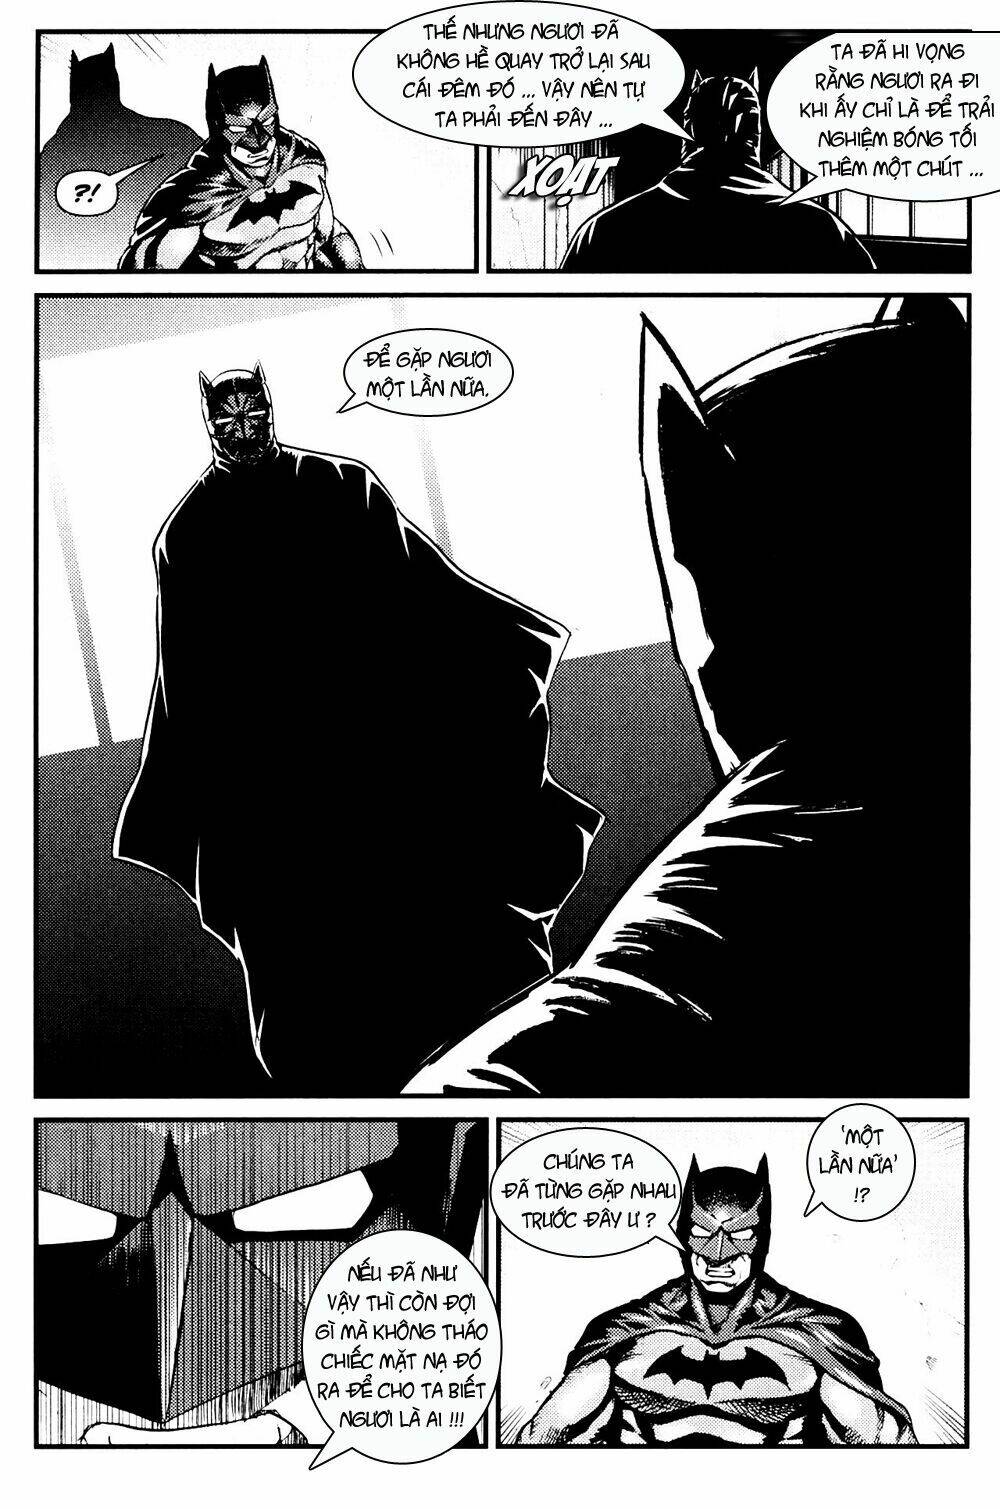 TA ĐÃ HI VỌNG
RẰNG NGƯƠI RA ĐI
KHI ẤY CHỈ LÀ ĐỂ TRẢI
NGHIỆM BÓNG TỐI
THÊM MỘT CHÚT ...
THẾ NHƯNG NGƯƠI ĐÃ
KHÔNG HỀ QUAY TRỞ LẠI SAU
CÁI ĐÊM ĐÓ ... VẬY NÊN TỰ
TA PHẢI ĐẾN ĐÂY ...
XOẠT
?!
ĐỂ GẶP NGƯƠI
MỘT LẦN NỮA.
'MỘT
LẦN NỮA'
!?
CHÚNG TA
ĐÃ TỪNG GẶP NHAU
TRƯỚC ĐÂY Ư ?
NẾU ĐÃ NHƯ
VẬY THÌ CÒN ĐỢI
GÌ MÀ KHÔNG THÁO
CHIẾC MẶT NẠ ĐÓ
RA ĐỂ CHO TA BIẾT
NGƯƠI LÀ AI !!!